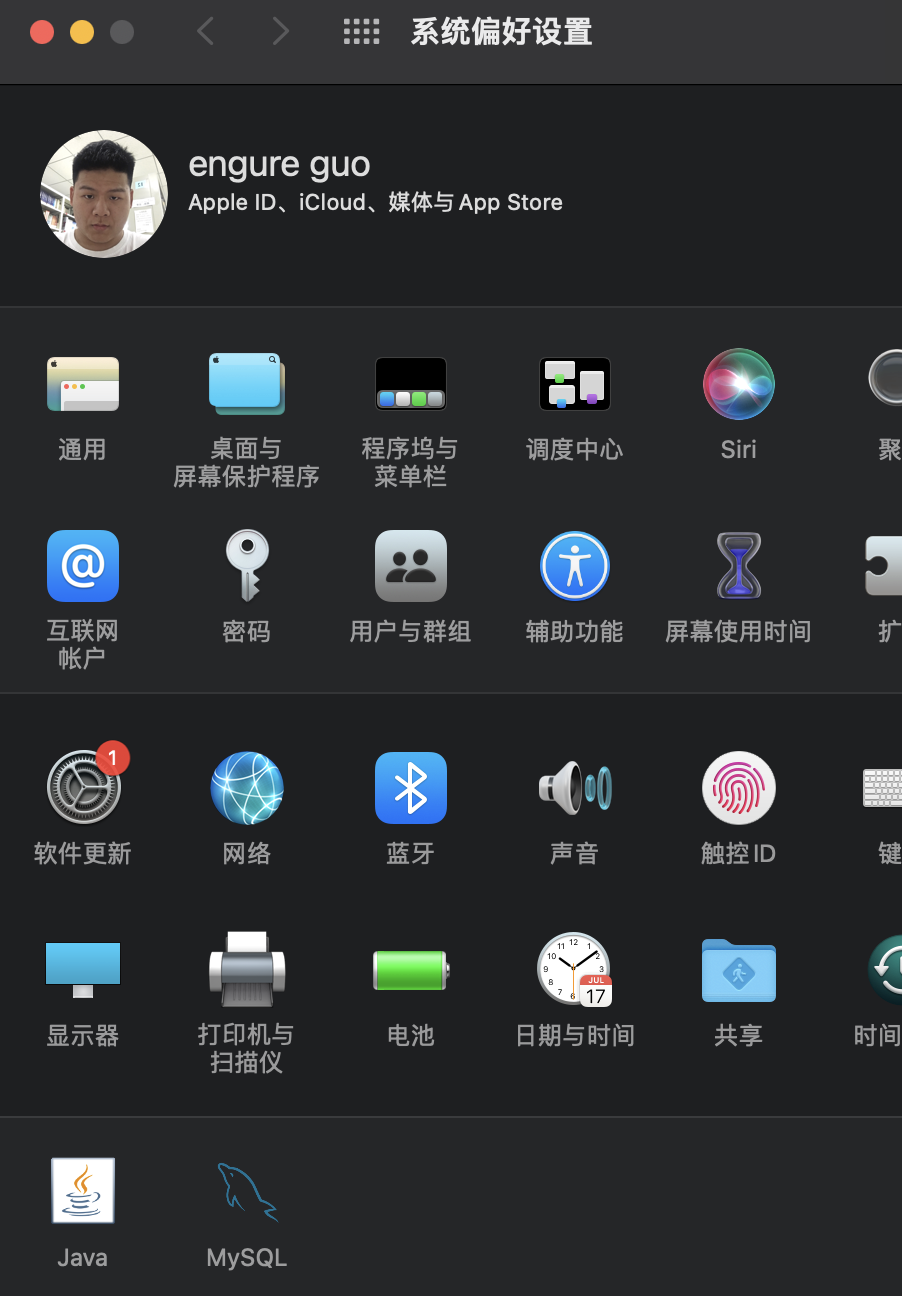 系统偏好设置
engure guo
Apple ID、iCloud、媒体与 App Store
通用
桌面与
屏幕保护程序
程序坞与
菜单栏
调度中心
Siri
聚
互联网
帐户
密码
用户与群组
辅助功能
屏幕使用时间
扩
1
软件更新
网络
蓝牙
声音
触控 ID
键
显示器
打印机与
扫描仪
电池
JUL
17
日期与时间
共享
时间
Java
MySQL